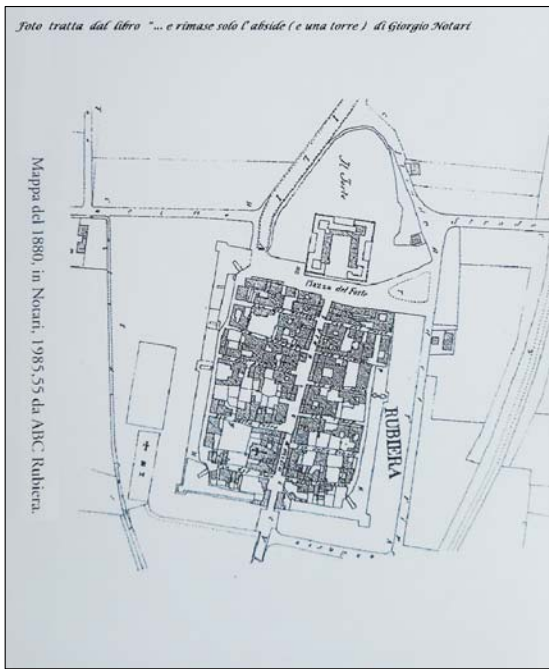 Foto tratta dal libro "... e rimase solo l'abside ( e una torre ) di Giorgio Notari
Il Forte
strada
Piazza del Forte
RUBIERA
Mappa del 1880, in Notari, 1985,55 da ABC Rubiera.